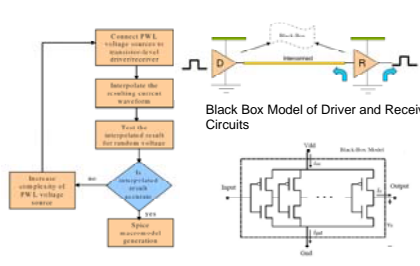 Connect PWL
voltage sources to
transistor-level
driver/receiver
Interpolate the
resulting current
waveform
Test the
interpolated result
for random voltage
Is
interpolated
result
accurate
no
yes
Increase
complexity of
PWL voltage
source
Spice
macromodel
generation
Black Box
D
Interconnect
R
Black Box Model of Driver and Receiv
Circuits
Vdd
Black-Box Model
Input
Output
Gnd